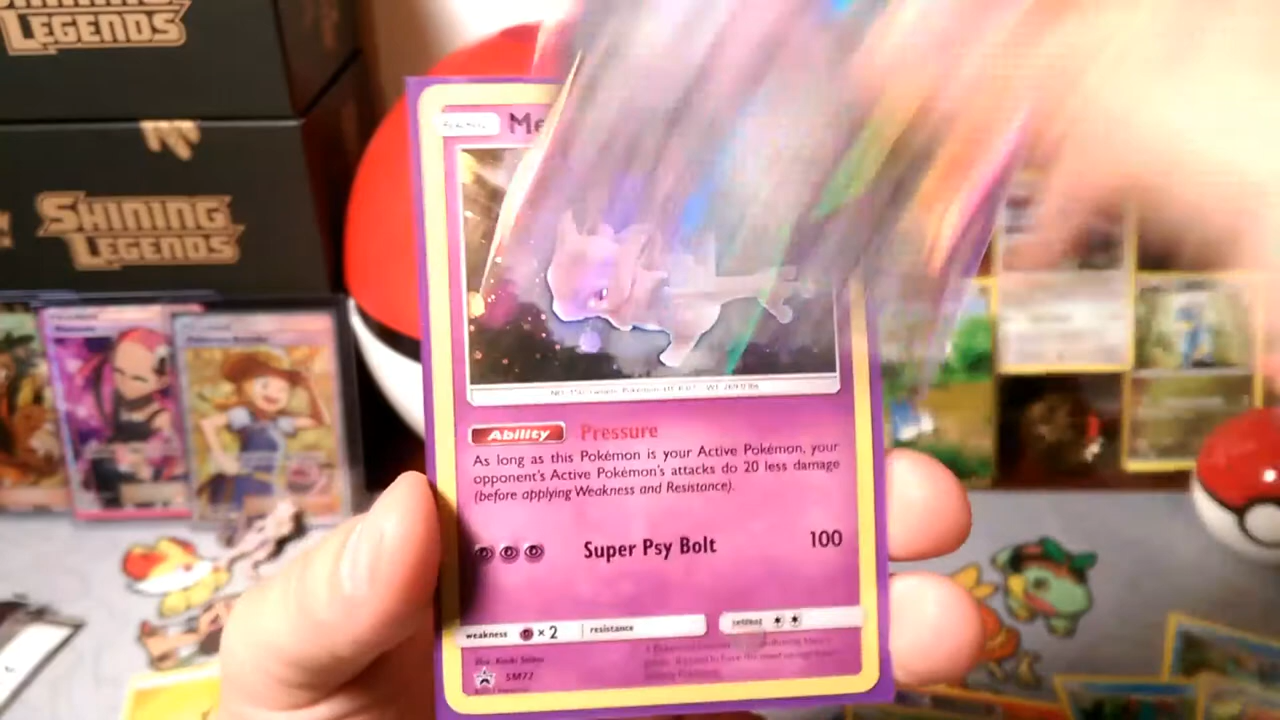 SHINING
LEGENDS
SHINING
LEGENDS
Me
Ability Pressure
As long as this Pokémon is your Active Pokémon, your
opponent's Active Pokémon's attacks do 20 less damage
(before applying Weakness and Resistance).
Super Psy Bolt 100
weakness ×2 resistance retreat
SM77